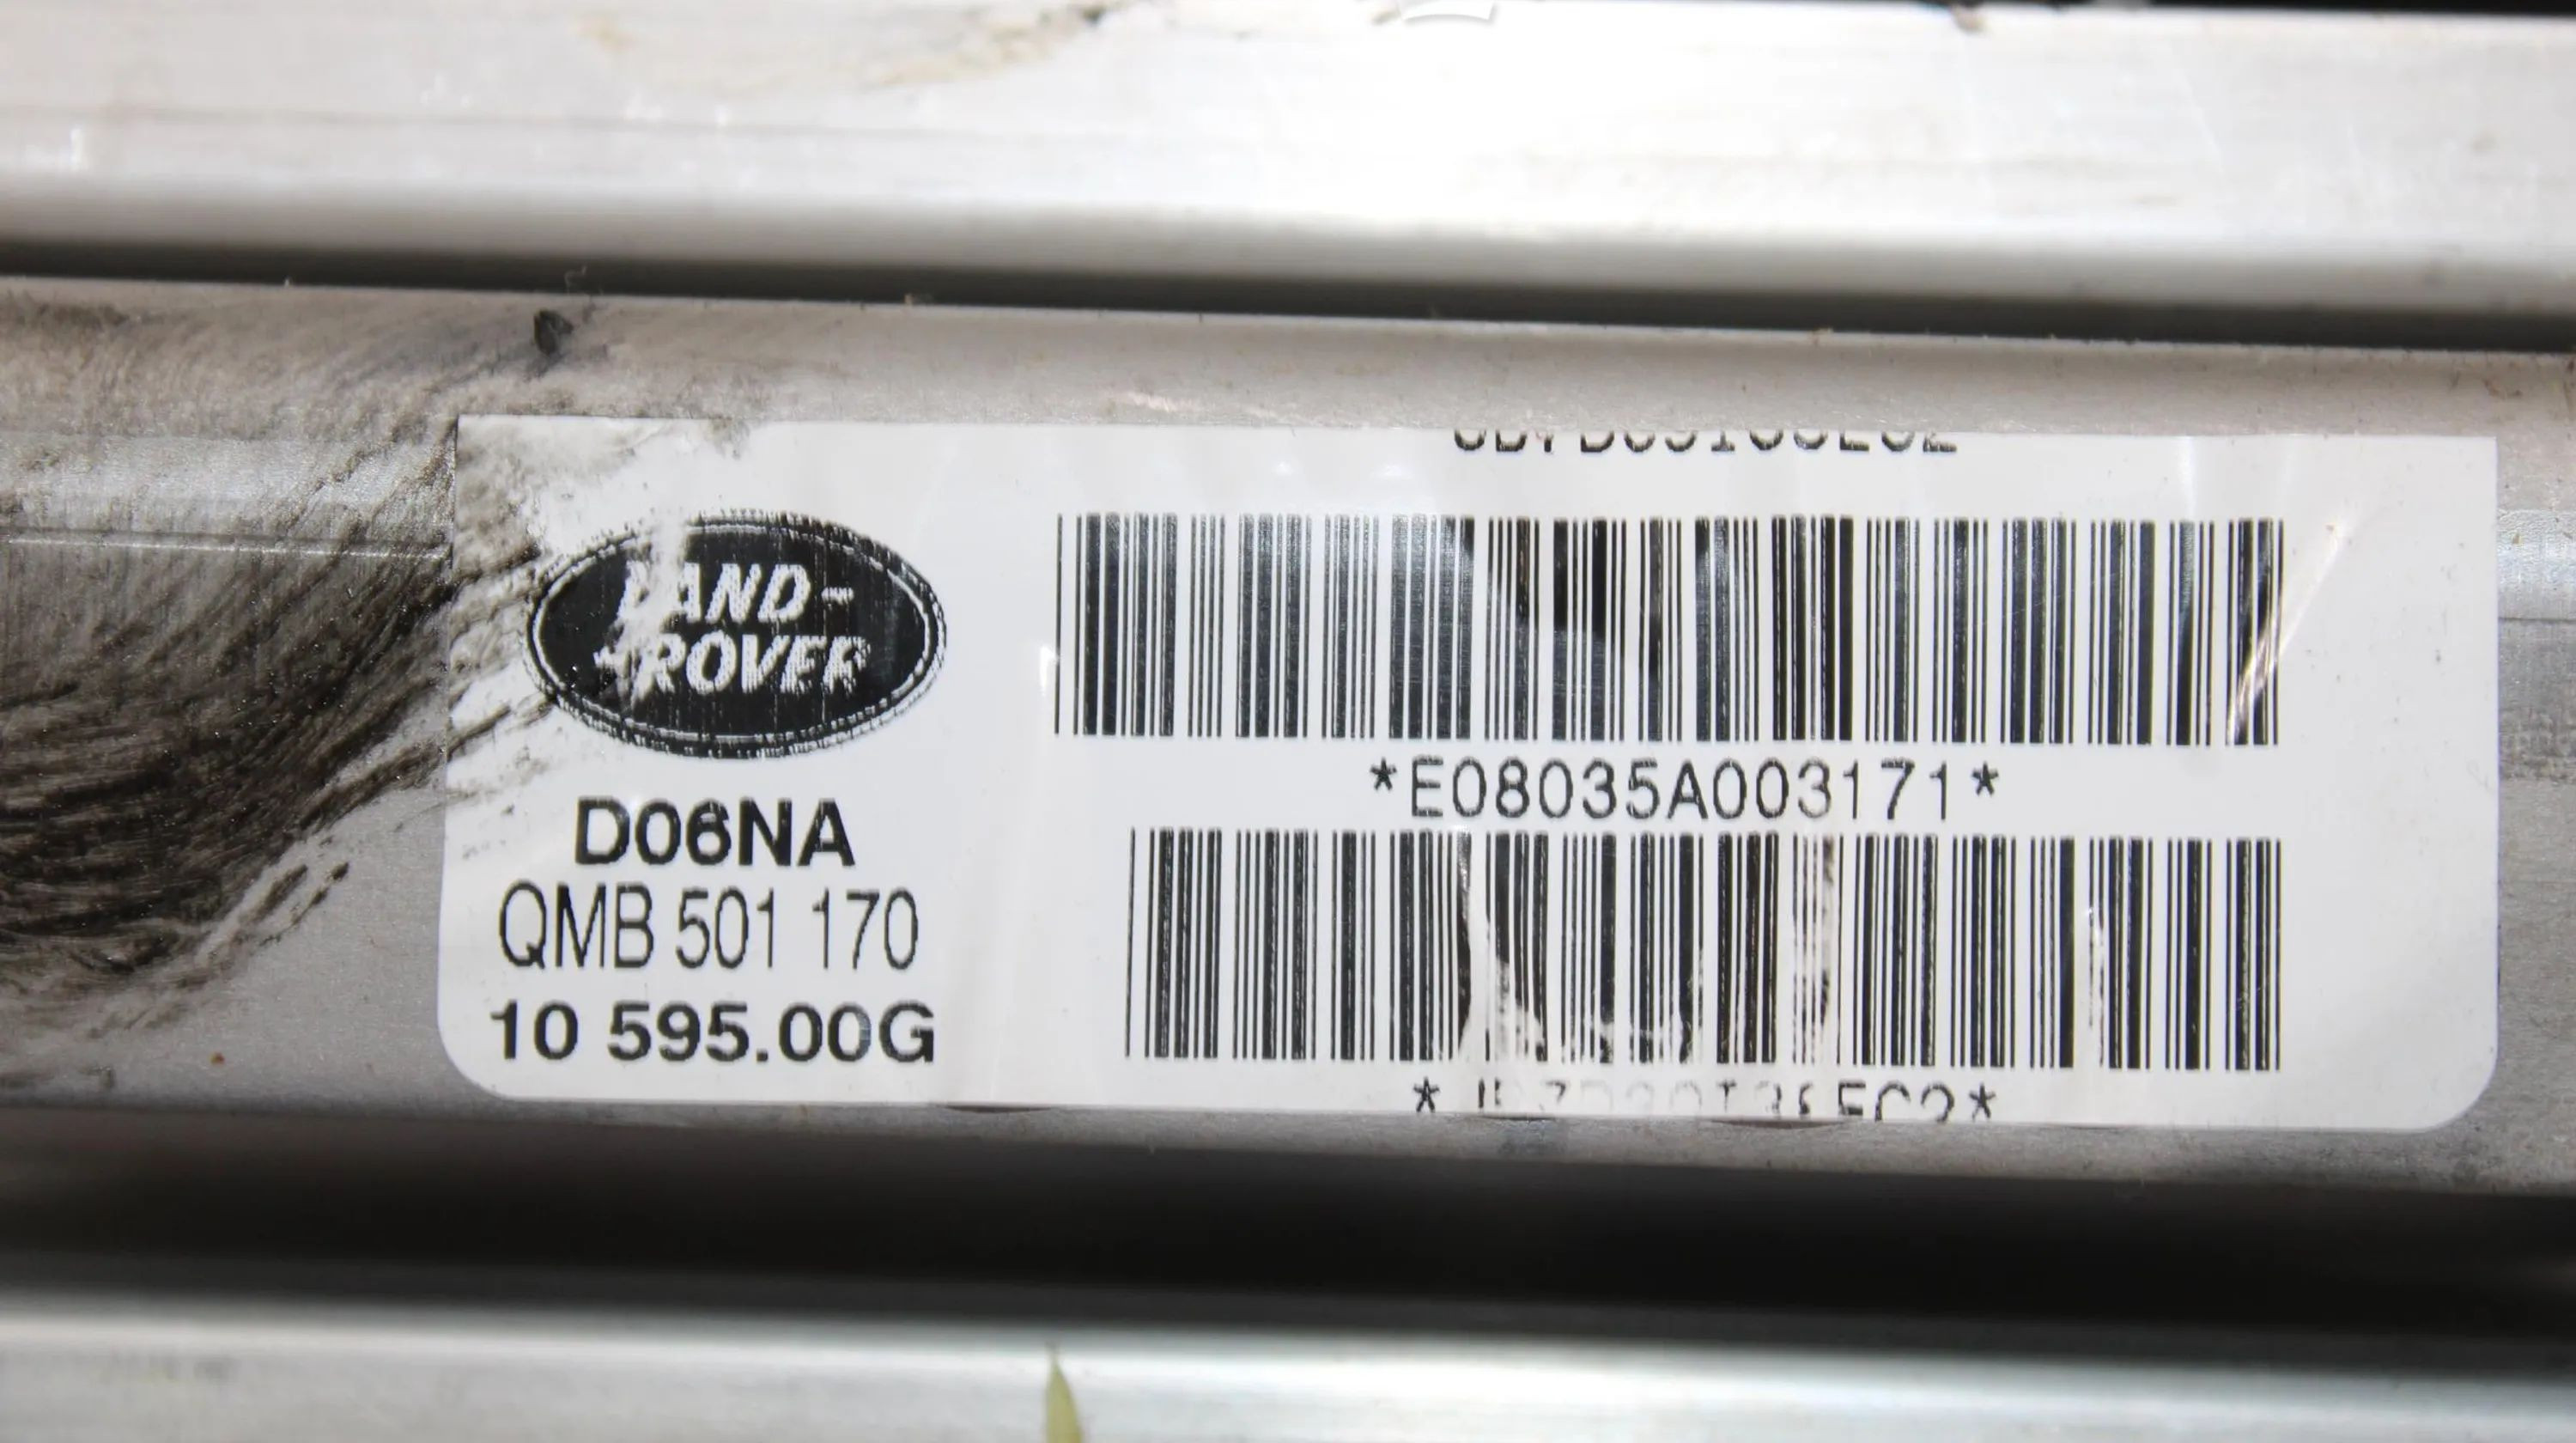 LAND-
ROVER
D06NA
QMB 501 170
10 595.00G
*E08035A003171*